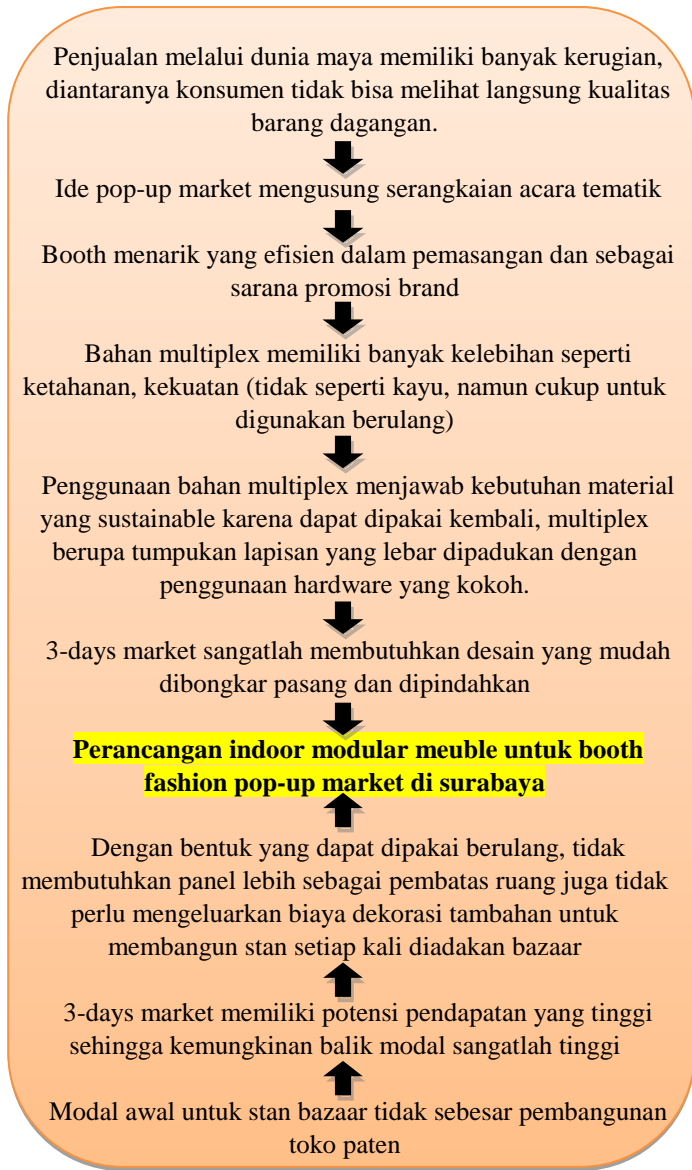 Penjualan melalui dunia maya memiliki banyak kerugian,
diantaranya konsumen tidak bisa melihat langsung kualitas
barang dagangan.
Ide pop-up market mengusung serangkaian acara tematik
Booth menarik yang efisien dalam pemasangan dan sebagai
sarana promosi brand
Bahan multiplex memiliki banyak kelebihan seperti
ketahanan, kekuatan (tidak seperti kayu, namun cukup untuk
digunakan berulang)
Penggunaan bahan multiplex menjawab kebutuhan material
yang sustainable karena dapat dipakai kembali, multiplex
berupa tumpukan lapisan yang lebar dipadukan dengan
penggunaan hardware yang kokoh.
3-days market sangatlah membutuhkan desain yang mudah
dibongkar pasang dan dipindahkan
Perancangan indoor modular meuble untuk booth
fashion pop-up market di surabaya
Dengan bentuk yang dapat dipakai berulang, tidak
membutuhkan panel lebih sebagai pembatas ruang juga tidak
perlu mengeluarkan biaya dekorasi tambahan untuk
membangun stan setiap kali diadakan bazaar
3-days market memiliki potensi pendapatan yang tinggi
sehingga kemungkinan balik modal sangatlah tinggi
Modal awal untuk stan bazaar tidak sebesar pembangunan
toko paten